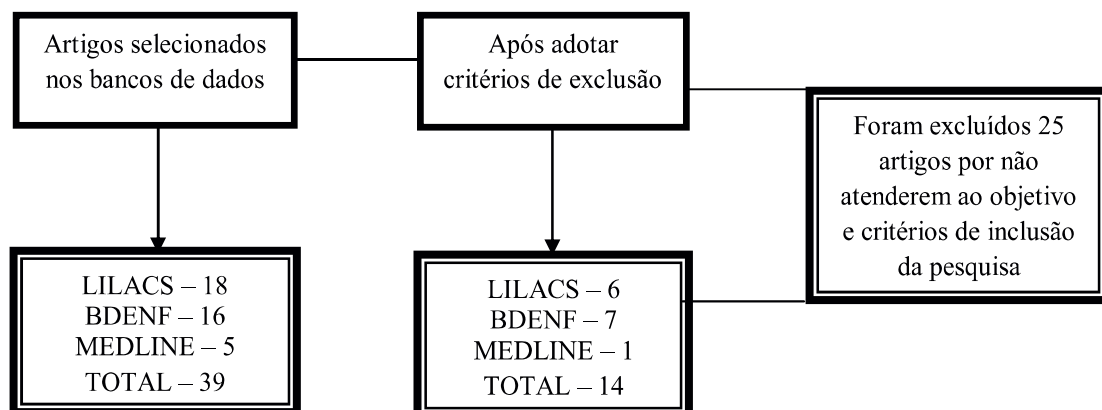 Artigos selecionados
nos bancos de dados
Após adotar
critérios de exclusão
Foram excluídos 25
artigos por não
atenderem ao objetivo
e critérios de inclusão
da pesquisa
LILACS – 18
BDENF – 16
MEDLINE – 5
TOTAL – 39
LILACS – 6
BDENF – 7
MEDLINE – 1
TOTAL – 14